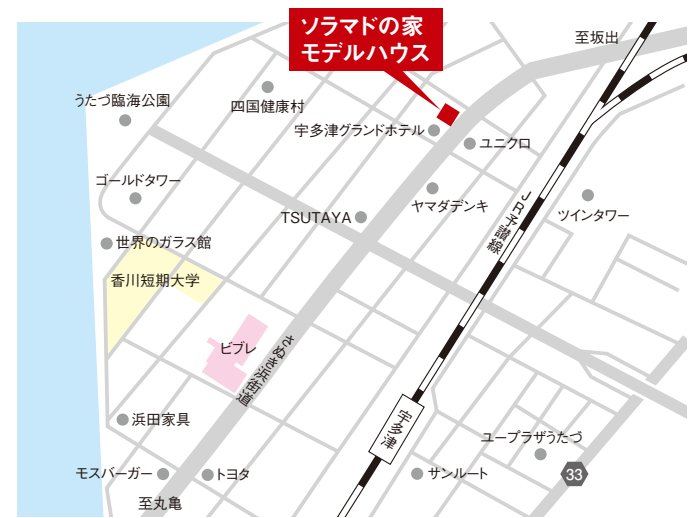 ソラマドの家
モデルハウス
至坂出
うたづ臨海公園
四国健康村
宇多津グランドホテル
ユニクロ
ゴールドタワー
ヤマダデンキ
TSUTAYA
JR予讃線
ツインタワー
世界のガラス館
香川短期大学
ビブレ
さぬき浜街道
浜田家具
宇多津
ユープラザうたづ
モスバーガー
トヨタ
サンルート
33
至丸亀